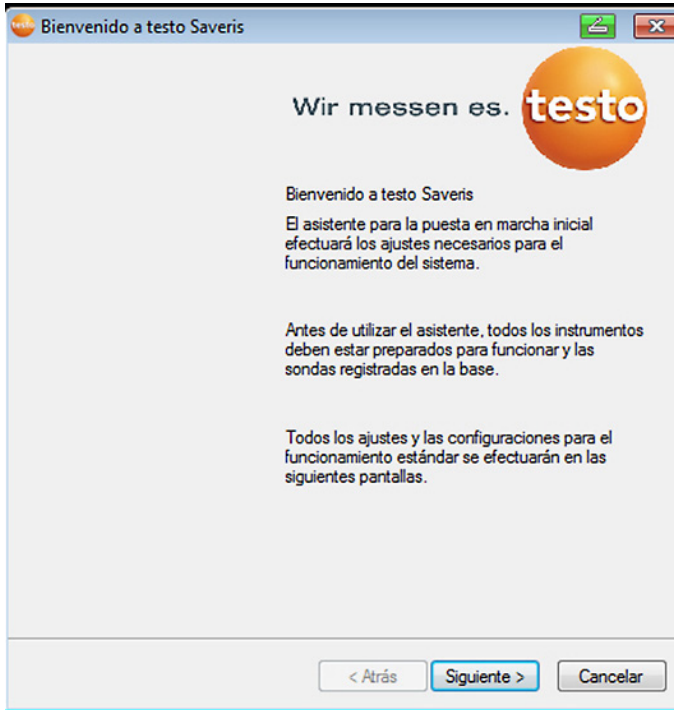 testo Bienvenido a testo Saveris
Wir messen es. testo
Bienvenido a testo Saveris
El asistente para la puesta en marcha inicial
efectuará los ajustes necesarios para el
funcionamiento del sistema.
Antes de utilizar el asistente, todos los instrumentos
deben estar preparados para funcionar y las
sondas registradas en la base.
Todos los ajustes y las configuraciones para el
funcionamiento estándar se efectuarán en las
siguientes pantallas.
< Atrás Siguiente > Cancelar